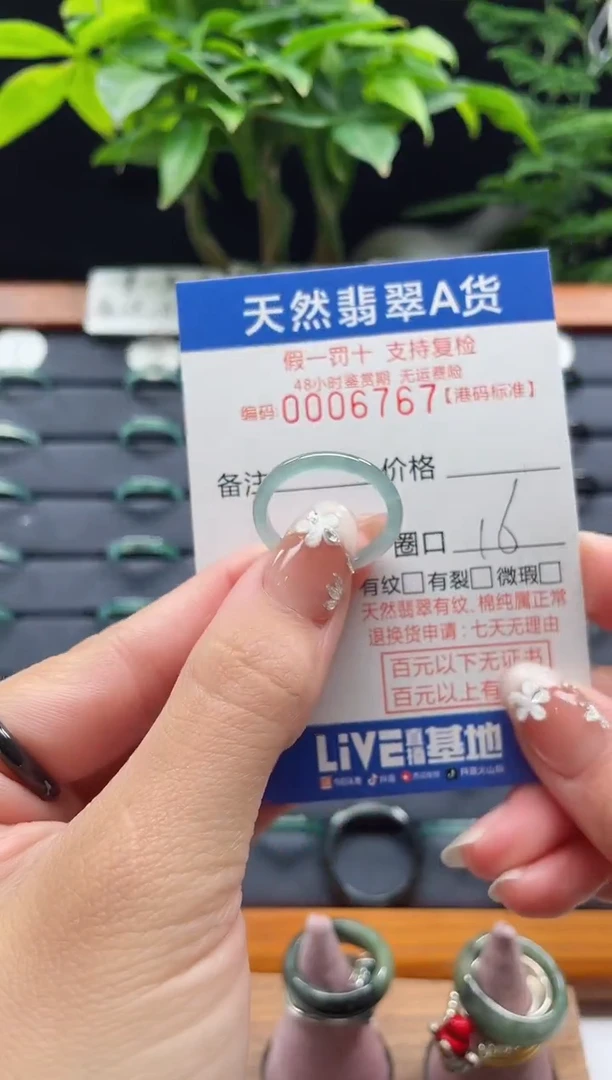 天然翡翠A货
假一罚十 支持复检
48小时鉴赏期 无运费险
编码:0006767【港码标准】
备注 价格
圈口 16
有纹□有裂□微瑕□
天然翡翠有纹、棉纯属正常
退换货申请:七天无理由
百元以下无证书
百元以上有
LiVE直播基地